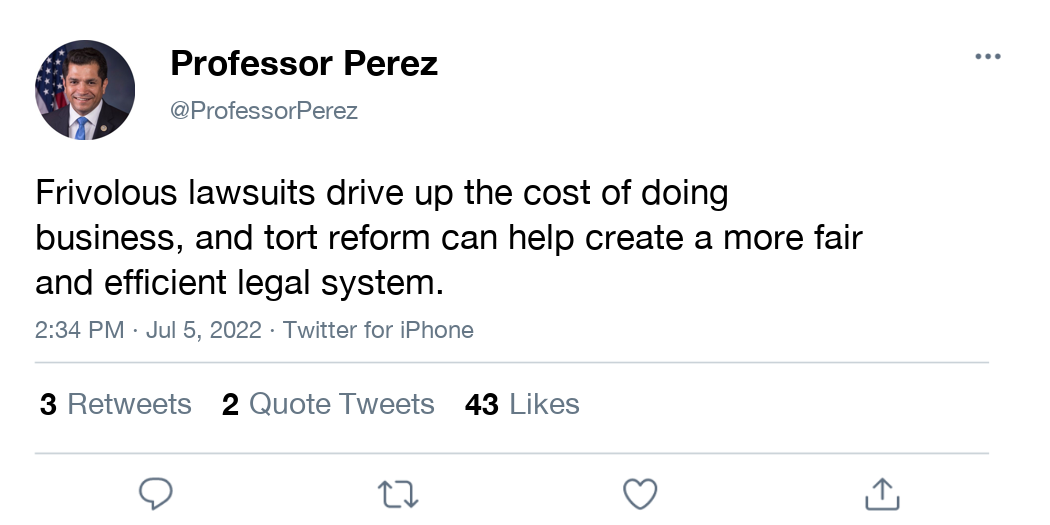 Professor Perez
@ProfessorPerez
Frivolous lawsuits drive up the cost of doing
business, and tort reform can help create a more fair
and efficient legal system.
2:34 PM · Jul 5, 2022 · Twitter for iPhone
3 Retweets 2 Quote Tweets 43 Likes